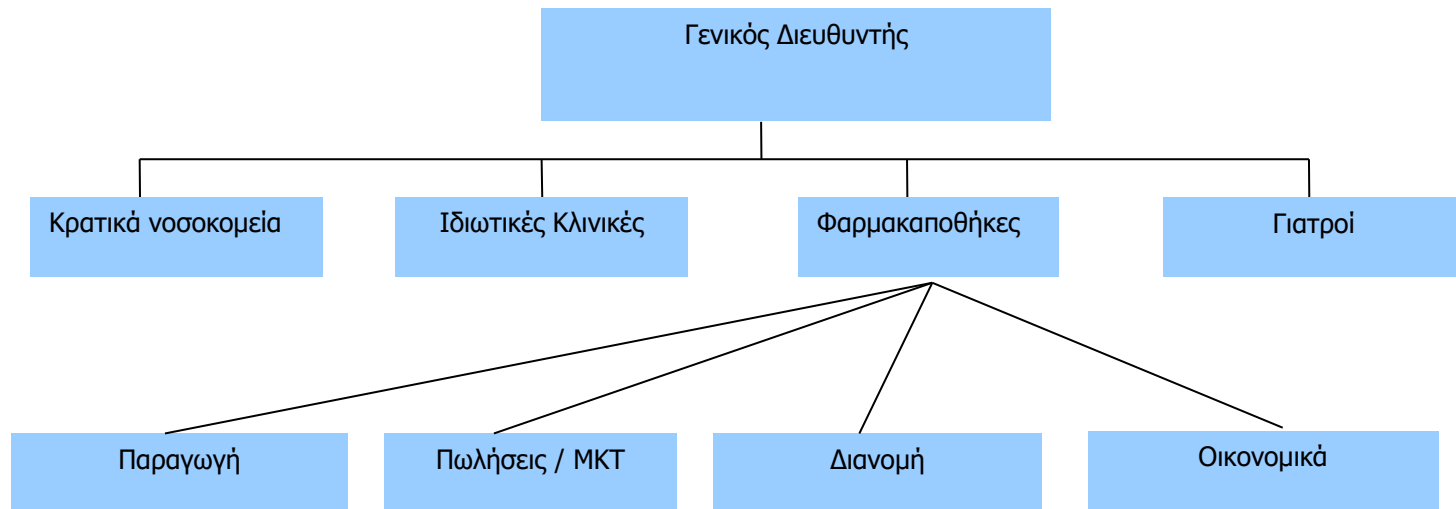 Γενικός Διευθυντής
Κρατικά νοσοκομεία
Ιδιωτικές Κλινικές
Φαρμακαποθήκες
Γιατροί
Παραγωγή
Πωλήσεις / ΜΚΤ
Διανομή
Οικονομικά